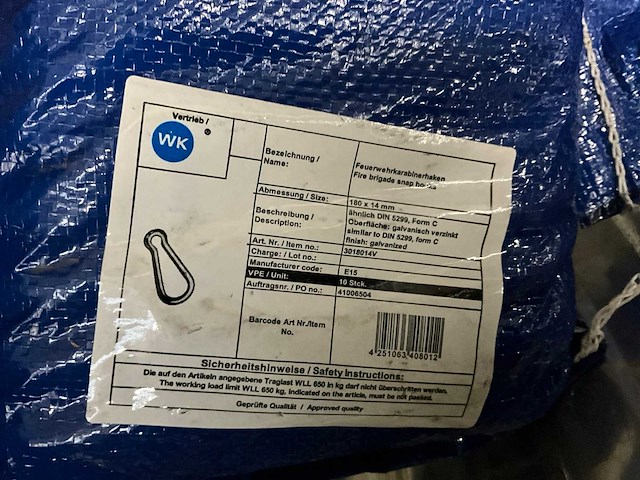 Vertrieb /
WK ®
Bezeichnung /
Name:
Feuerwehrkarabinerhaken
Fire brigade snap hooks
Abmessung / Size:
180 x 14 mm
Beschreibung /
Description:
ähnlich DIN 5299, Form C
Oberfläche: galvanisch verzinkt
similar to DIN 5299, form C
finish: galvanized
Art. Nr. / Item no.:
3018014V
Charge: / Lot no.:
Manufacturer code:
E15
VPE / Unit:
10 Stck.
Auftragsnr. / PO no.:
41006504
Barcode Art Nr./Item
No.
4 251063 408012
Sicherheitshinweise / Safety Instructions:
Die auf den Artikeln angegebene Traglast WLL 650 in kg darf nicht überschritten werden.
The working load limit WLL 650 kg, indicated on the article, must be not passed.
Geprüfte Qualität / Approved quality